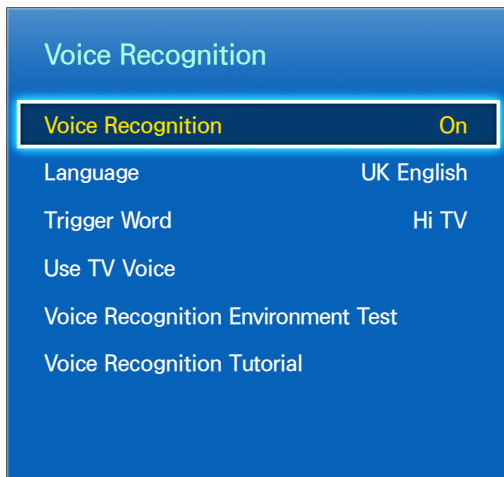 Voice Recognition
Voice Recognition On
Language UK English
Trigger Word Hi TV
Use TV Voice
Voice Recognition Environment Test
Voice Recognition Tutorial